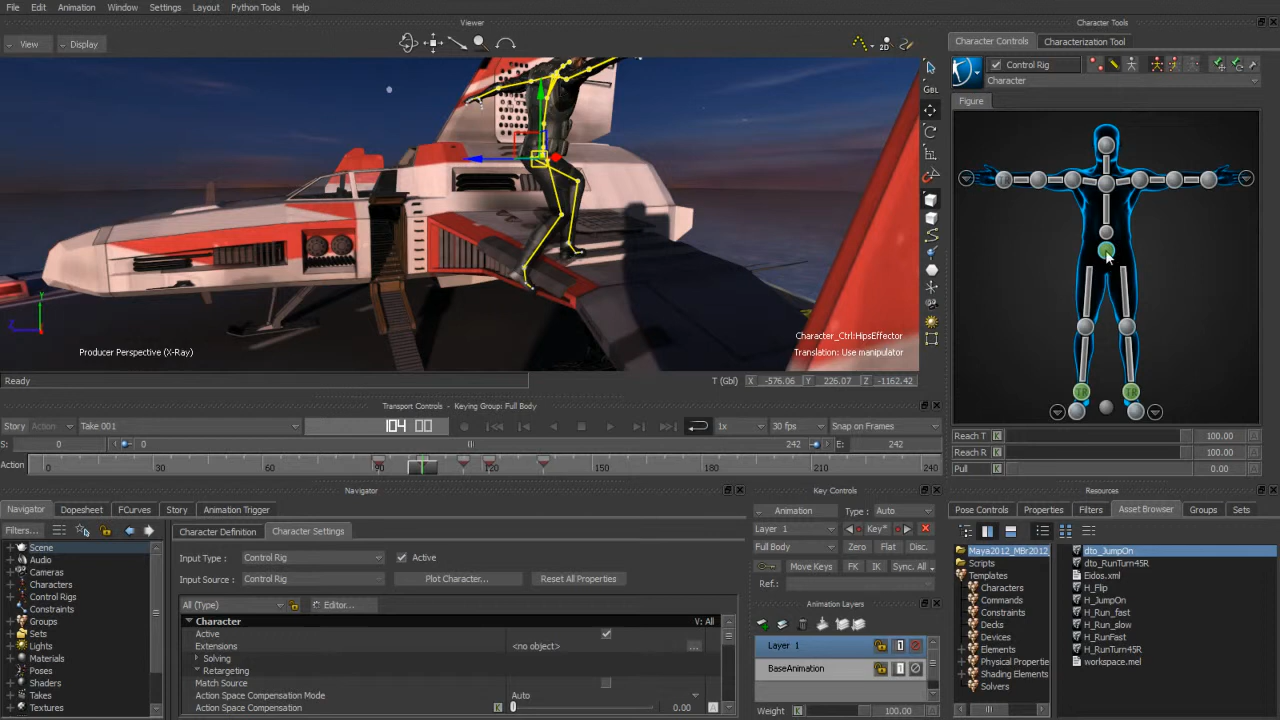 File Edit Animation Window Settings Layout Python Tools Help
Viewer
Character Tools
View Display
2D
Character Controls Characterization Tool
Control Rig
Character
GBL
Figure
TR TR
Producer Perspective (X-Ray)
Character_Ctrl:HipsEffector
Translation: Use manipulator
Ready
T (Gbl) X -576.06 Y 226.07 Z -1162.42
Transport Controls - Keying Group: Full Body
Story Action Take 001 104 00 1x 30 fps Snap on Frames
S: 0 0 242 E: 242
Action 0 30 60 90 120 150 180 210 240
Reach T K 100.00 A
Reach R K 100.00 A
Pull K 0.00 A
Navigator
Navigator Dopesheet FCurves Story Animation Trigger
Filters...
Scene
Audio
Cameras
Characters
Control Rigs
Constraints
Groups
Sets
Lights
Materials
Poses
Shaders
Takes
Textures
Character Definition Character Settings
Input Type : Control Rig Active
Input Source : Control Rig Plot Character... Reset All Properties
All (Type) Editor...
Character V: All
Active
Extensions <no object> ...
Solving
Retargeting
Match Source
Action Space Compensation Mode Auto
Action Space Compensation K 0.00 A
Key Controls
Animation Type : Auto
Layer 1 Key*
Full Body Zero Flat Disc.
Move Keys FK IK Sync. All
Ref.:
Animation Layers
Layer 1 1
BaseAnimation 1
Weight K 100.00 A
Resources
Pose Controls Properties Filters Asset Browser Groups Sets
Maya2012_MBr2012
Scripts
Templates
Characters
Commands
Constraints
Decks
Devices
Elements
Physical Propertie
Shading Elements
Solvers
dto_JumpOn
dto_RunTurn45R
Eidos.xml
H_Flip
H_JumpOn
H_Run_fast
H_Run_slow
H_RunFast
H_RunTurn45R
workspace.mel